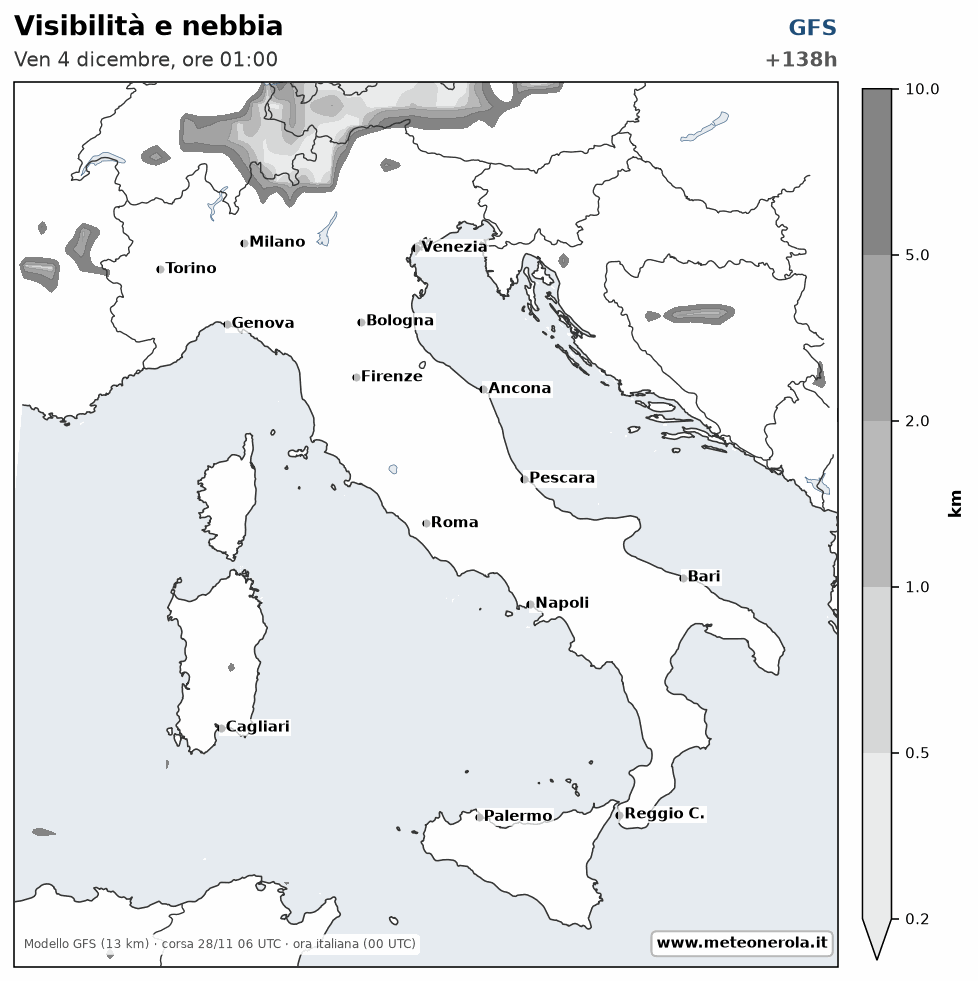 Visibilità e nebbia
GFS
Ven 4 dicembre, ore 01:00
+138h
10.0
5.0
2.0
1.0
0.5
0.2
km
Milano
Venezia
Torino
Genova
Bologna
Firenze
Ancona
Pescara
Roma
Bari
Napoli
Cagliari
Palermo
Reggio C.
Modello GFS (13 km) · corsa 28/11 06 UTC · ora italiana (00 UTC)
www.meteonerola.it